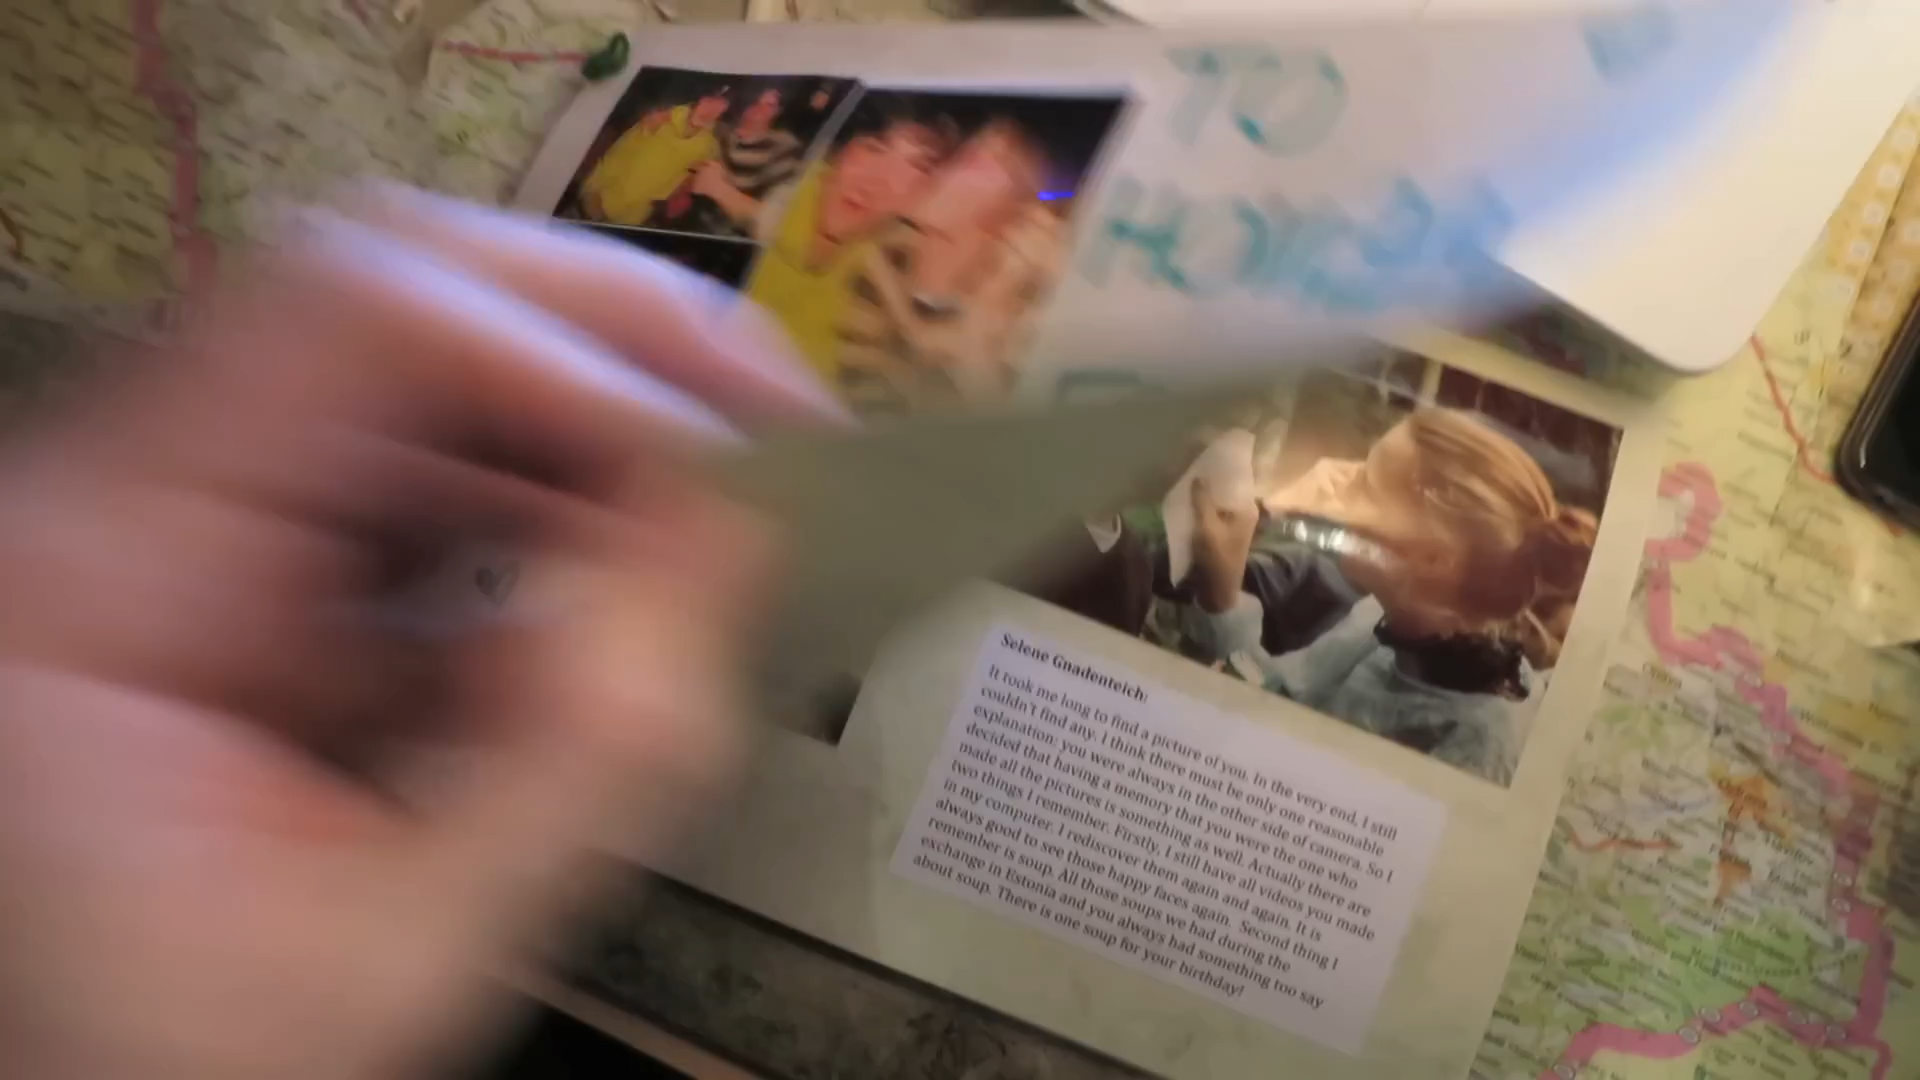 TO
Selene Gnadenteich:
It took me long to find a picture of you. In the very end, I still
couldn't find any. I think there must be only one reasonable
explanation: you were always in the other side of camera. So I
decided that having a memory that you were the one who
made all the pictures is something as well. Actually there are
two things I remember. Firstly, I still have all videos you made
in my computer. I rediscover them again and again. It is
always good to see those happy faces again. Second thing I
remember is soup. All those soups we had during the
exchange in Estonia and you always had something too say
about soup. There is one soup for your birthday!